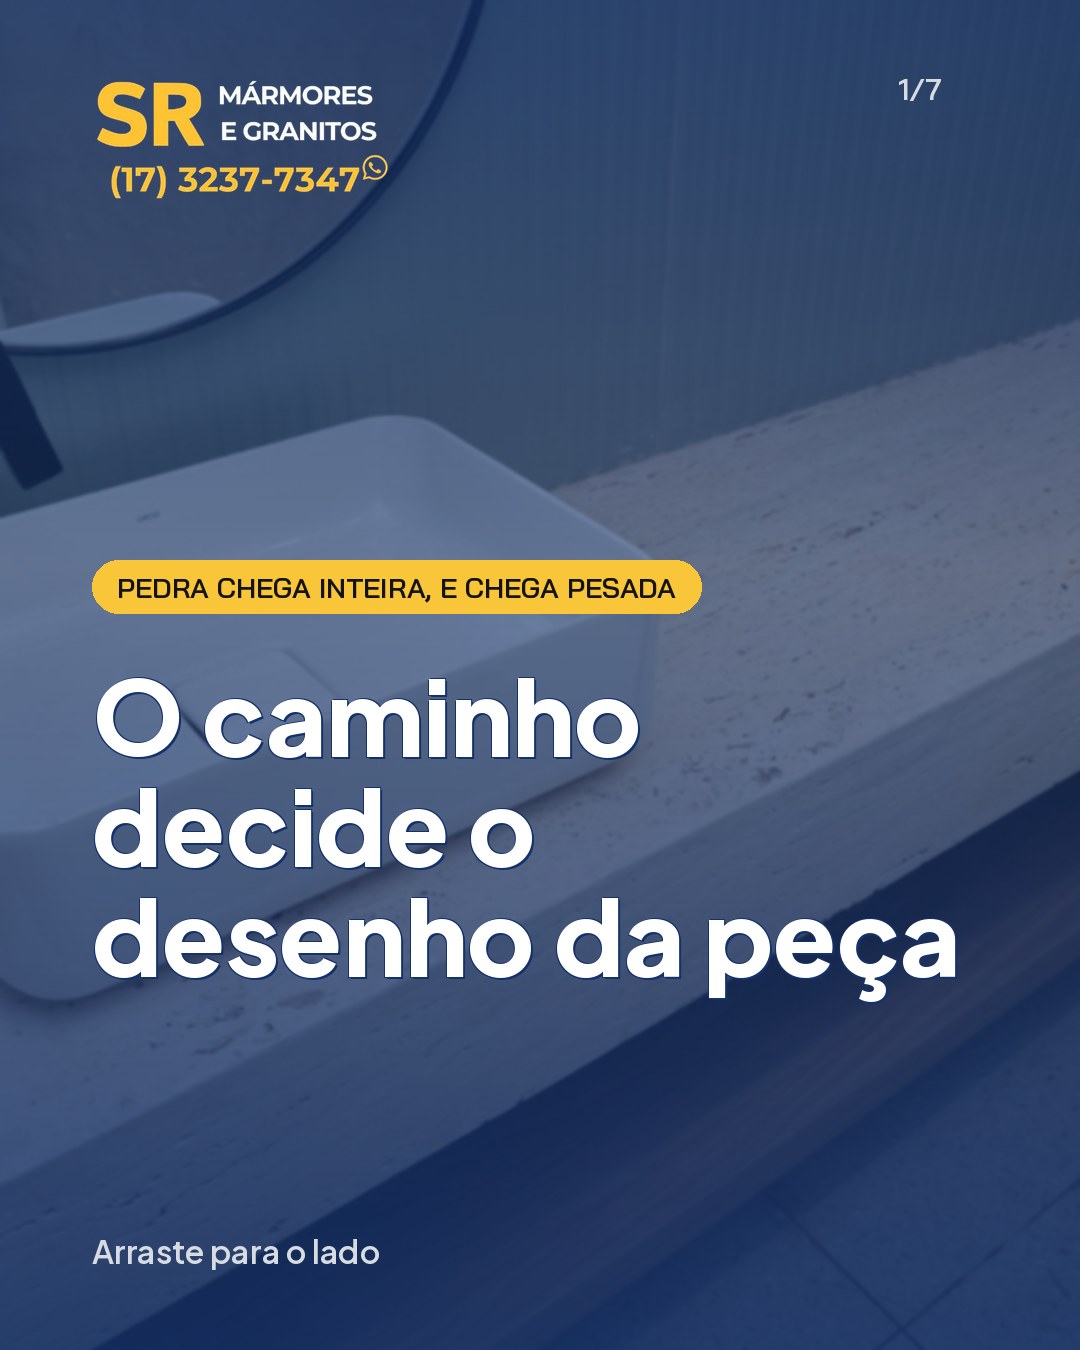 SR MÁRMORES
E GRANITOS
(17) 3237-7347
1/7
PEDRA CHEGA INTEIRA, E CHEGA PESADA
O caminho
decide o
desenho da peça
Arraste para o lado